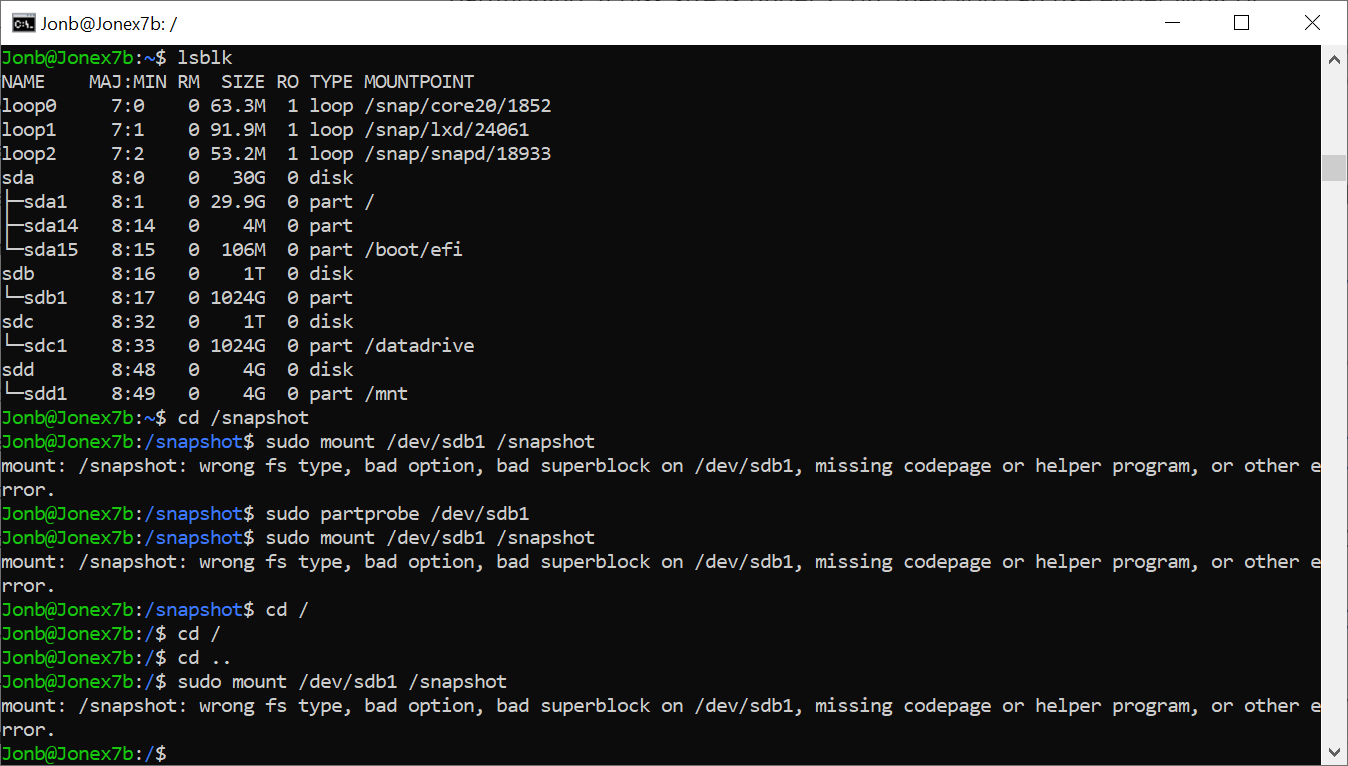 Jonb@Jonex7b: /
Jonb@Jonex7b:~$ lsblk
NAME    MAJ:MIN RM  SIZE RO TYPE MOUNTPOINT
loop0     7:0    0 63.3M  1 loop /snap/core20/1852
loop1     7:1    0 91.9M  1 loop /snap/lxd/24061
loop2     7:2    0 53.2M  1 loop /snap/snapd/18933
sda       8:0    0   30G  0 disk
├─sda1    8:1    0 29.9G  0 part /
├─sda14   8:14   0    4M  0 part
└─sda15   8:15   0  106M  0 part /boot/efi
sdb       8:16   0    1T  0 disk
└─sdb1    8:17   0 1024G  0 part
sdc       8:32   0    1T  0 disk
└─sdc1    8:33   0 1024G  0 part /datadrive
sdd       8:48   0    4G  0 disk
└─sdd1    8:49   0    4G  0 part /mnt
Jonb@Jonex7b:~$ cd /snapshot
Jonb@Jonex7b:/snapshot$ sudo mount /dev/sdb1 /snapshot
mount: /snapshot: wrong fs type, bad option, bad superblock on /dev/sdb1, missing codepage or helper program, or other e
rror.
Jonb@Jonex7b:/snapshot$ sudo partprobe /dev/sdb1
Jonb@Jonex7b:/snapshot$ sudo mount /dev/sdb1 /snapshot
mount: /snapshot: wrong fs type, bad option, bad superblock on /dev/sdb1, missing codepage or helper program, or other e
rror.
Jonb@Jonex7b:/snapshot$ cd /
Jonb@Jonex7b:/$ cd /
Jonb@Jonex7b:/$ cd ..
Jonb@Jonex7b:/$ sudo mount /dev/sdb1 /snapshot
mount: /snapshot: wrong fs type, bad option, bad superblock on /dev/sdb1, missing codepage or helper program, or other e
rror.
Jonb@Jonex7b:/$